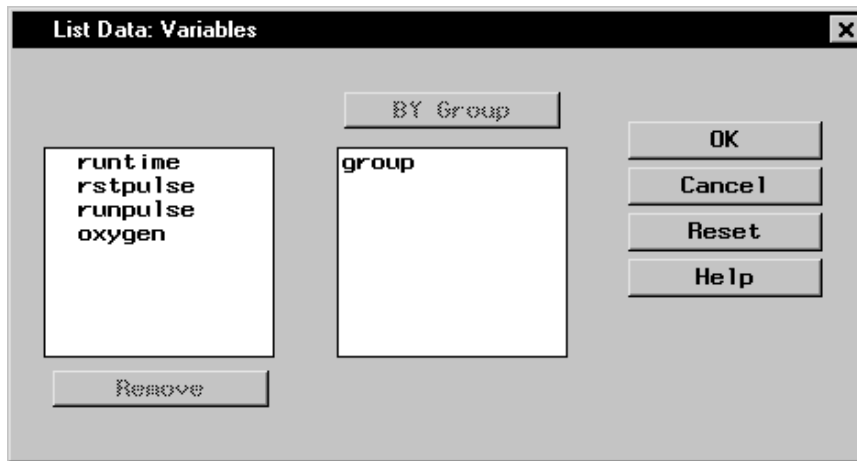 List Data: Variables
BY Group
runtime
rstpulse
runpulse
oxygen
group
OK
Cancel
Reset
Help
Remove